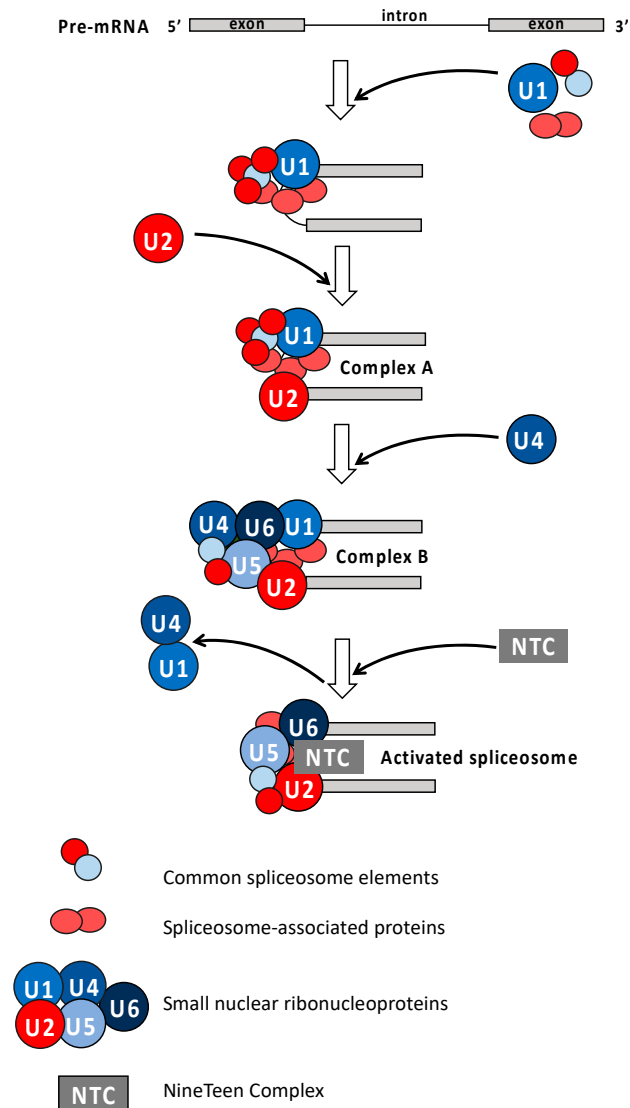 Pre-mRNA 5′ exon intron exon 3′
U1
U1
U2
U1
Complex A
U2
U4
U4 U6 U1
U5 Complex B
U2
U4
U1
NTC
U6
U5 NTC Activated spliceosome
U2
Common spliceosome elements
Spliceosome-associated proteins
U1 U4
U6 Small nuclear ribonucleoproteins
U2 U5
NTC NineTeen Complex